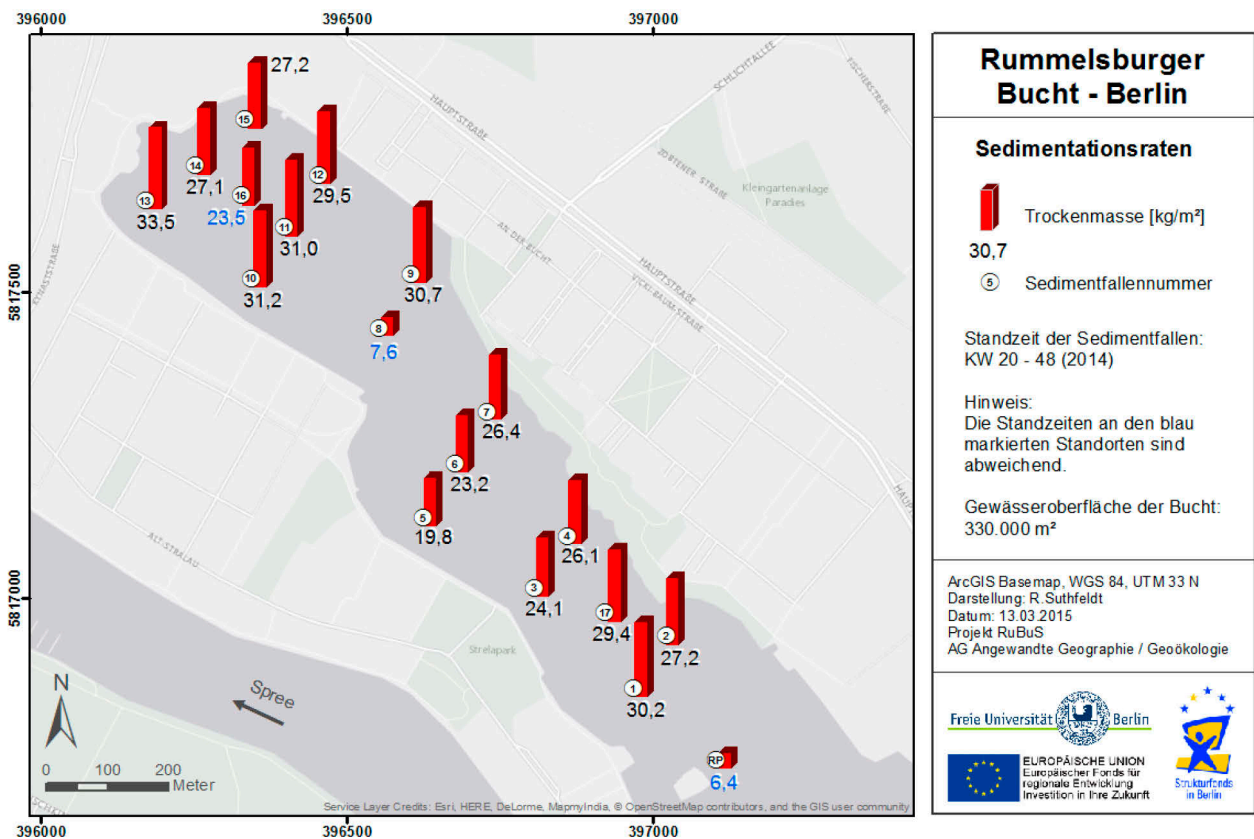 396000
396500
397000
5817500
5817000
396000
396500
397000
HAUPTSTRAßE
SCHLICHTALLEE
FISCHERSTRAßE
ZOBTENER STRAßE
Kleingartenanlage
Paradies
KYNASTSTRAßE
AN DER BUCHT
HAUPTSTRAßE
VICKI-BAUM-STRAßE
ALT-STRALAU
Strelapark
15
27,2
14
27,1
12
29,5
13
33,5
16
23,5
11
31,0
10
31,2
9
30,7
8
7,6
7
26,4
6
23,2
5
19,8
4
26,1
3
24,1
17
29,4
2
27,2
1
30,2
RP
6,4
N
Spree
0 100 200
Meter
Service Layer Credits: Esri, HERE, DeLorme, MapmyIndia, © OpenStreetMap contributors, and the GIS user community
Rummelsburger
Bucht - Berlin
Sedimentationsraten
Trockenmasse [kg/m²]
30,7
5
Sedimentfallennummer
Standzeit der Sedimentfallen:
KW 20 - 48 (2014)
Hinweis:
Die Standzeiten an den blau
markierten Standorten sind
abweichend.
Gewässeroberfläche der Bucht:
330.000 m²
ArcGIS Basemap, WGS 84, UTM 33 N
Darstellung: R.Suthfeldt
Datum: 13.03.2015
Projekt RuBuS
AG Angewandte Geographie / Geoökologie
Freie Universität Berlin
EUROPÄISCHE UNION
Europäischer Fonds für
regionale Entwicklung
Investition in Ihre Zukunft
Strukturfonds
in Berlin